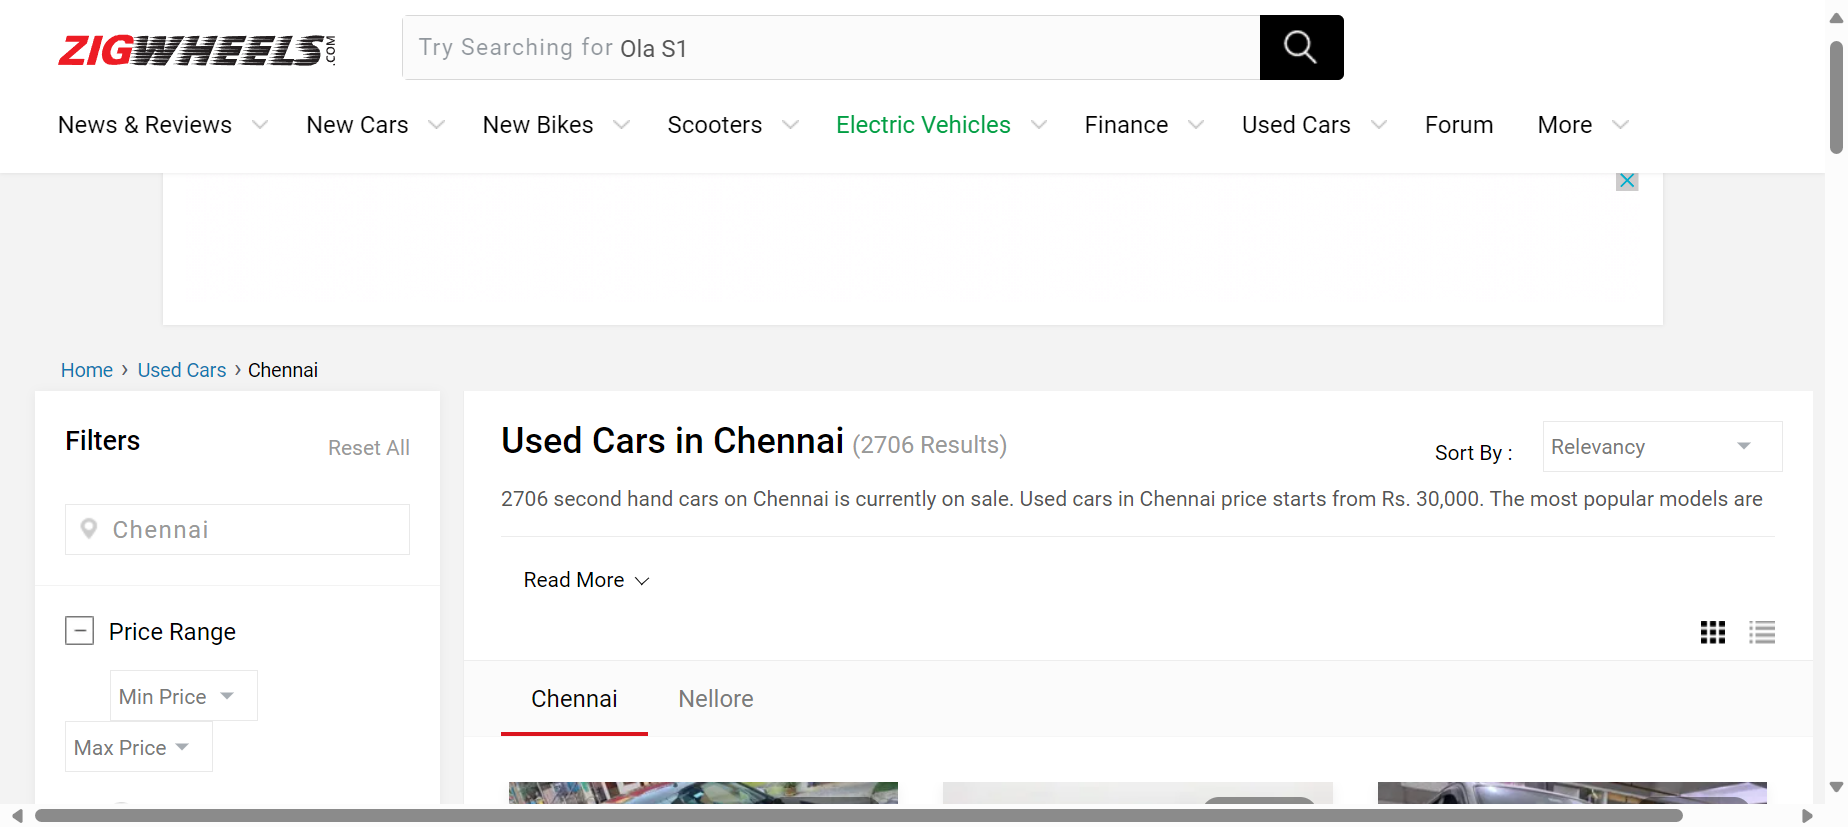 ZIGWHEELS.COM
Try Searching for Ola S1
News & Reviews New Cars New Bikes Scooters Electric Vehicles Finance Used Cars Forum More
Home › Used Cars › Chennai
Filters
Reset All
Chennai
Price Range
Min Price
Max Price
Used Cars in Chennai (2706 Results)
Sort By :
Relevancy
2706 second hand cars on Chennai is currently on sale. Used cars in Chennai price starts from Rs. 30,000. The most popular models are
Read More
Chennai Nellore